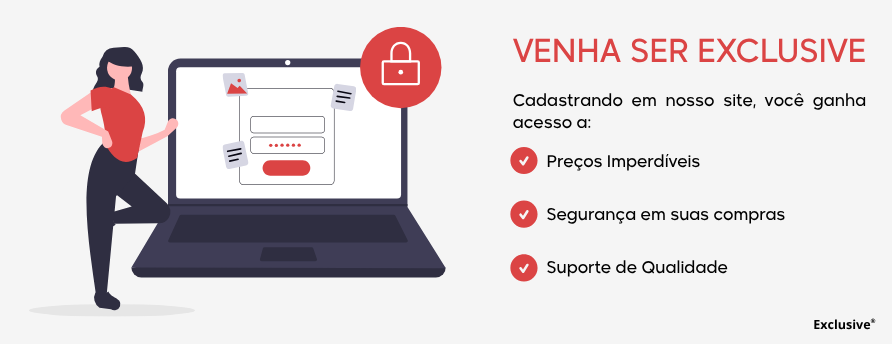 VENHA SER EXCLUSIVE
Cadastrando em nosso site, você ganha
acesso a:
Preços Imperdíveis
Segurança em suas compras
Suporte de Qualidade
Exclusive®